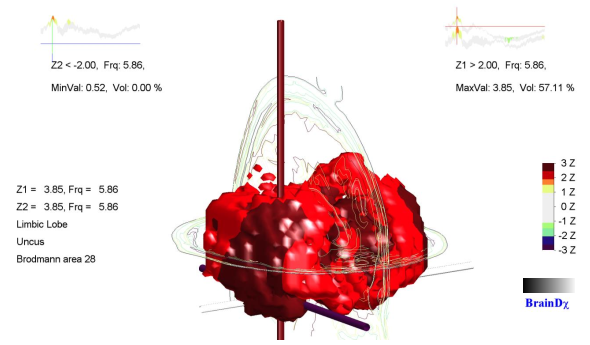 Z2 < -2.00, Frq: 5.86,
MinVal: 0.52, Vol: 0.00 %
Z1 > 2.00, Frq: 5.86,
MaxVal: 3.85, Vol: 57.11 %
Z1 = 3.85, Frq = 5.86
Z2 = 3.85, Frq = 5.86
Limbic Lobe
Uncus
Brodmann area 28
3 Z
2 Z
1 Z
0 Z
-1 Z
-2 Z
-3 Z
BrainDχ